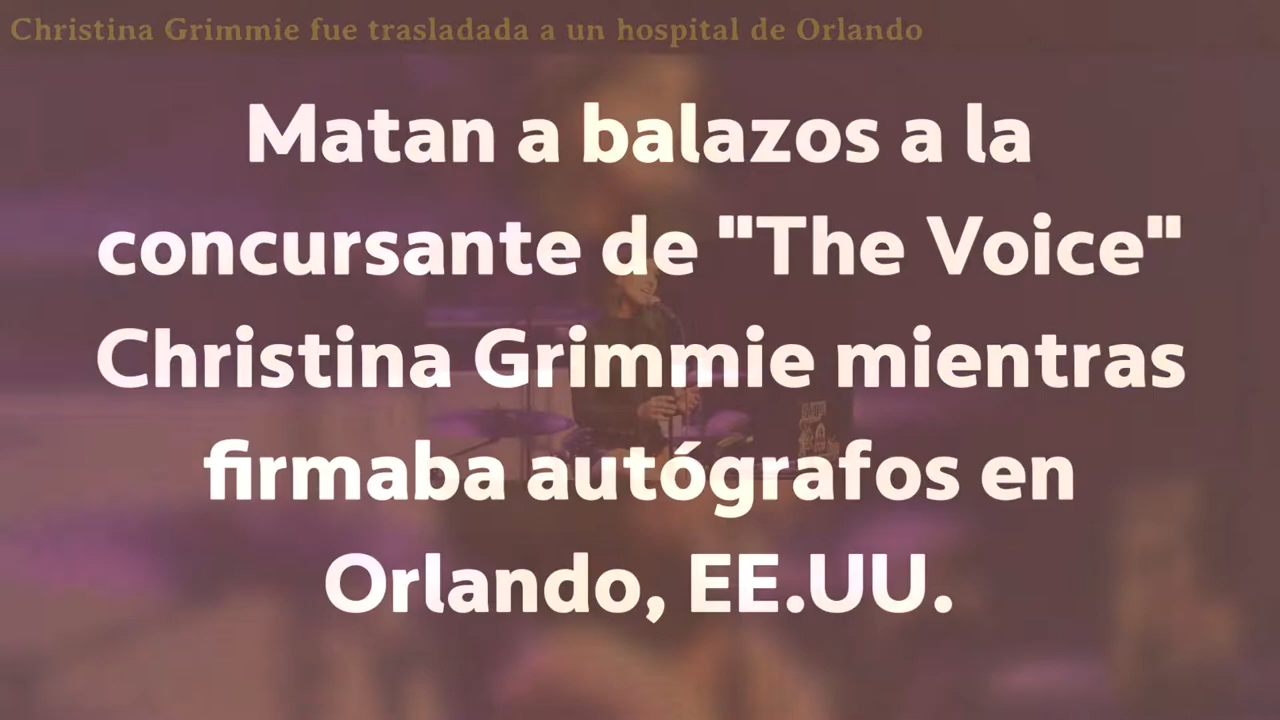 Christina Grimmie fue trasladada a un hospital de Orlando
Matan a balazos a la
concursante de "The Voice"
Christina Grimmie mientras
firmaba autógrafos en
Orlando, EE.UU.